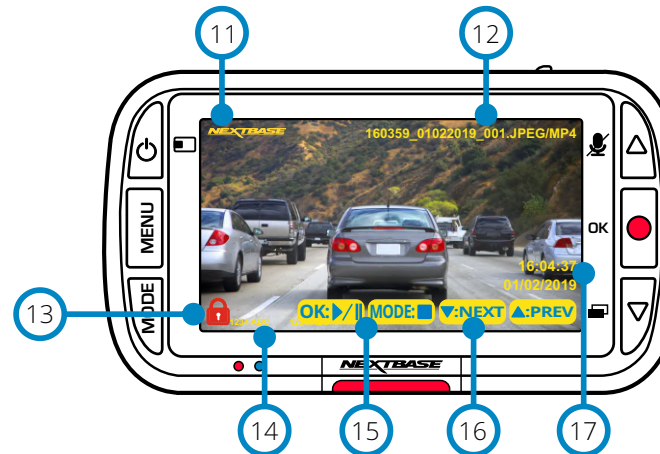 11
12
NEXTBASE
160359_01022019_001.JPEG/MP4
MENU
OK
16:04:37
01/02/2019
13
MODE
OK: ▶/II MODE: ■ ▼:NEXT ▲:PREV
NEXTBASE
14
15
16
17